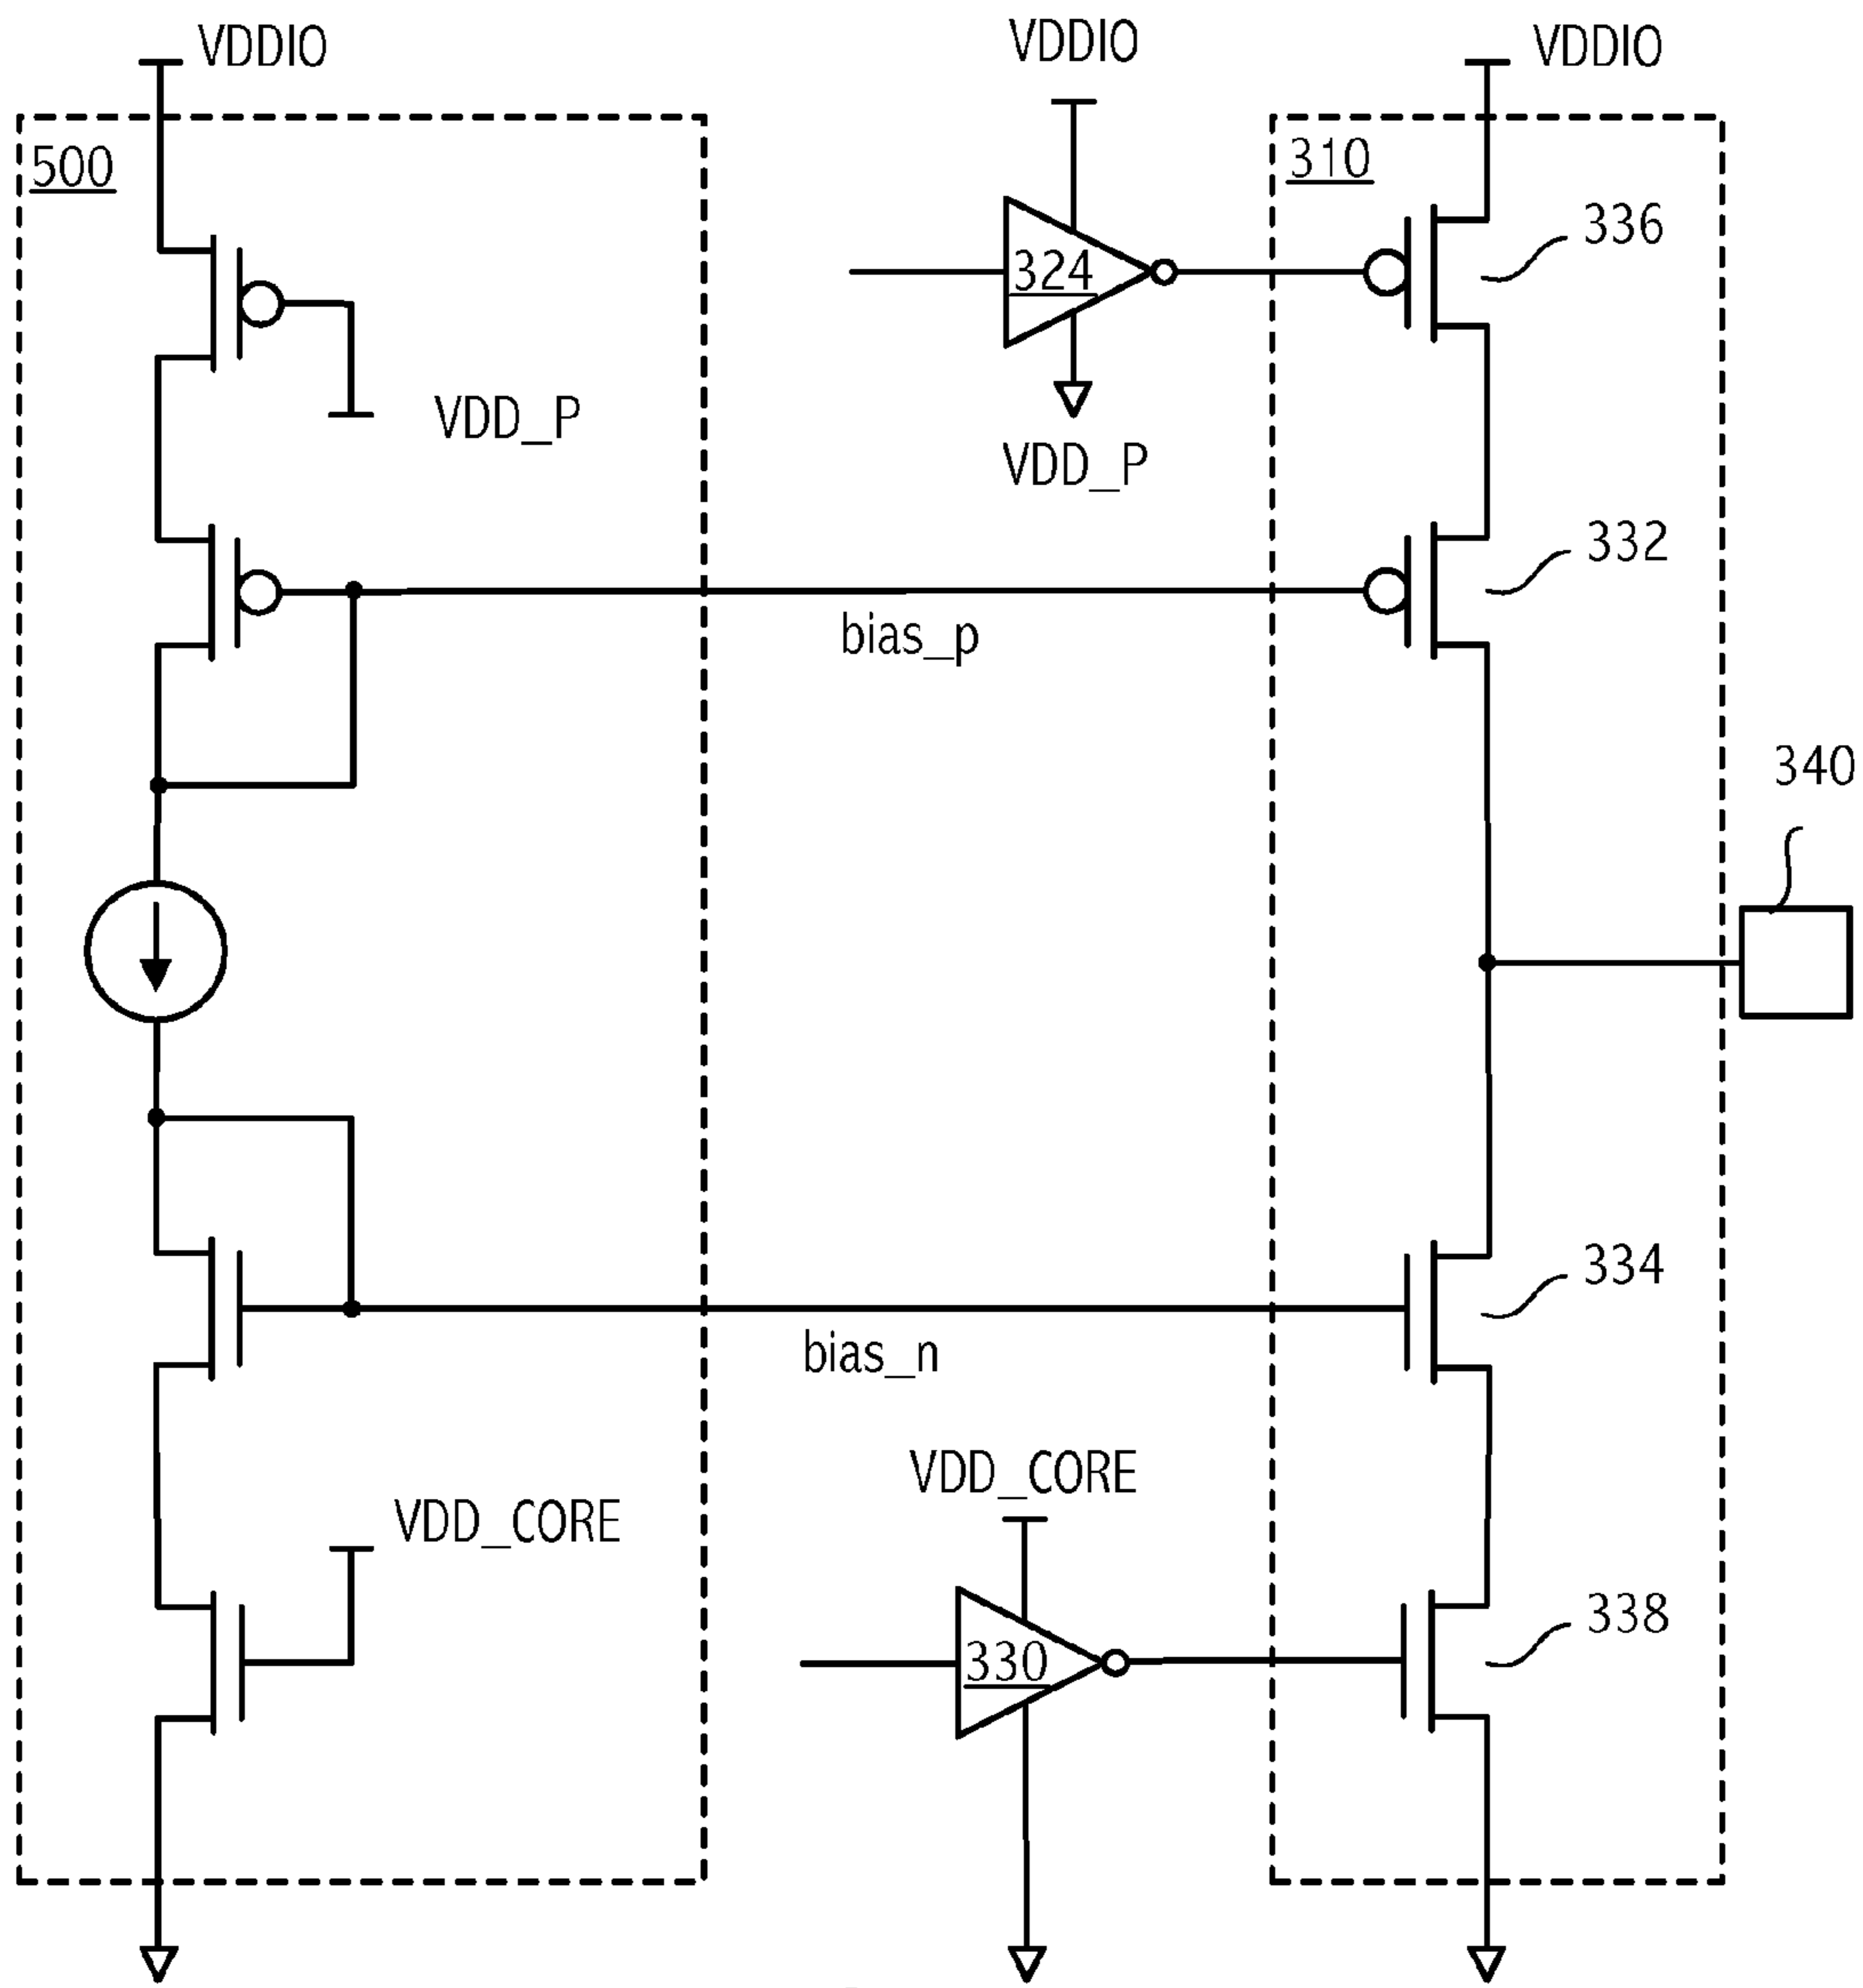 VDDIO
VDDIO
VDDIO
500
310
336
324
VDD_P
VDD_P
332
bias_p
340
334
bias_n
VDD_CORE
VDD_CORE
338
330